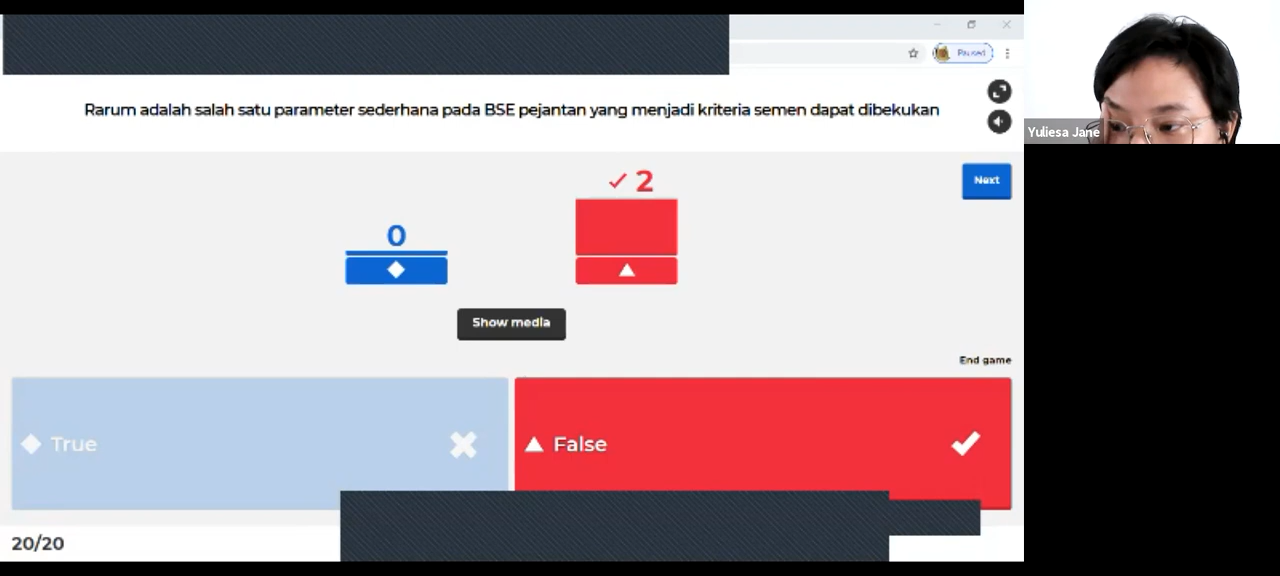 Paused
Rarum adalah salah satu parameter sederhana pada BSE pejantan yang menjadi kriteria semen dapat dibekukan
Yuliesa Jane
Next
0
2
Show media
End game
True
False
20/20